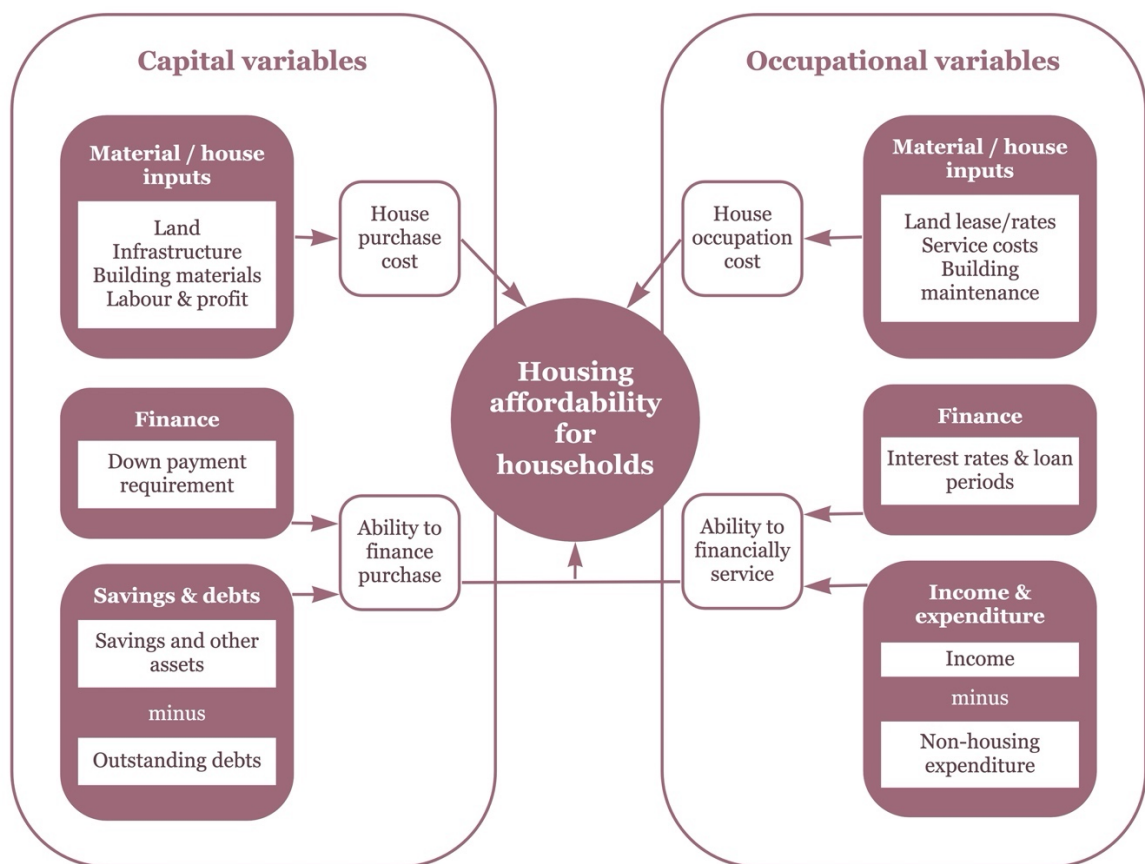 Capital variables
Material / house
inputs
Land
Infrastructure
Building materials
Labour & profit
House
purchase
cost
Finance
Down payment
requirement
Ability to
finance
purchase
Savings & debts
Savings and other
assets
minus
Outstanding debts
Housing
affordability
for
households
Occupational variables
Material / house
inputs
Land lease/rates
Service costs
Building
maintenance
House
occupation
cost
Finance
Interest rates & loan
periods
Ability to
financially
service
Income &
expenditure
Income
minus
Non-housing
expenditure